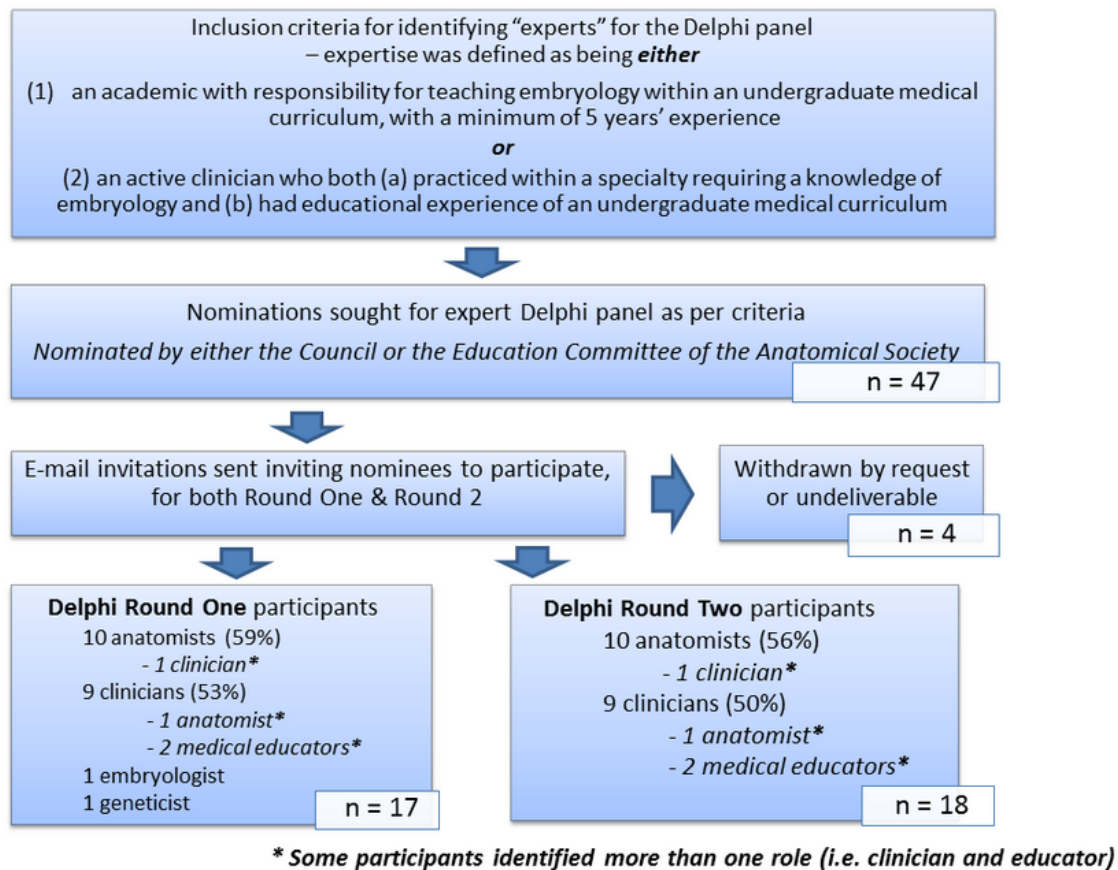 Inclusion criteria for identifying “experts” for the Delphi panel
– expertise was defined as being either
(1) an academic with responsibility for teaching embryology within an undergraduate medical
curriculum, with a minimum of 5 years’ experience
or
(2) an active clinician who both (a) practiced within a specialty requiring a knowledge of
embryology and (b) had educational experience of an undergraduate medical curriculum
Nominations sought for expert Delphi panel as per criteria
Nominated by either the Council or the Education Committee of the Anatomical Society
n = 47
E-mail invitations sent inviting nominees to participate,
for both Round One & Round 2
Withdrawn by request
or undeliverable
n = 4
Delphi Round One participants
10 anatomists (59%)
- 1 clinician*
9 clinicians (53%)
- 1 anatomist*
- 2 medical educators*
1 embryologist
1 geneticist
n = 17
Delphi Round Two participants
10 anatomists (56%)
- 1 clinician*
9 clinicians (50%)
- 1 anatomist*
- 2 medical educators*
n = 18
* Some participants identified more than one role (i.e. clinician and educator)